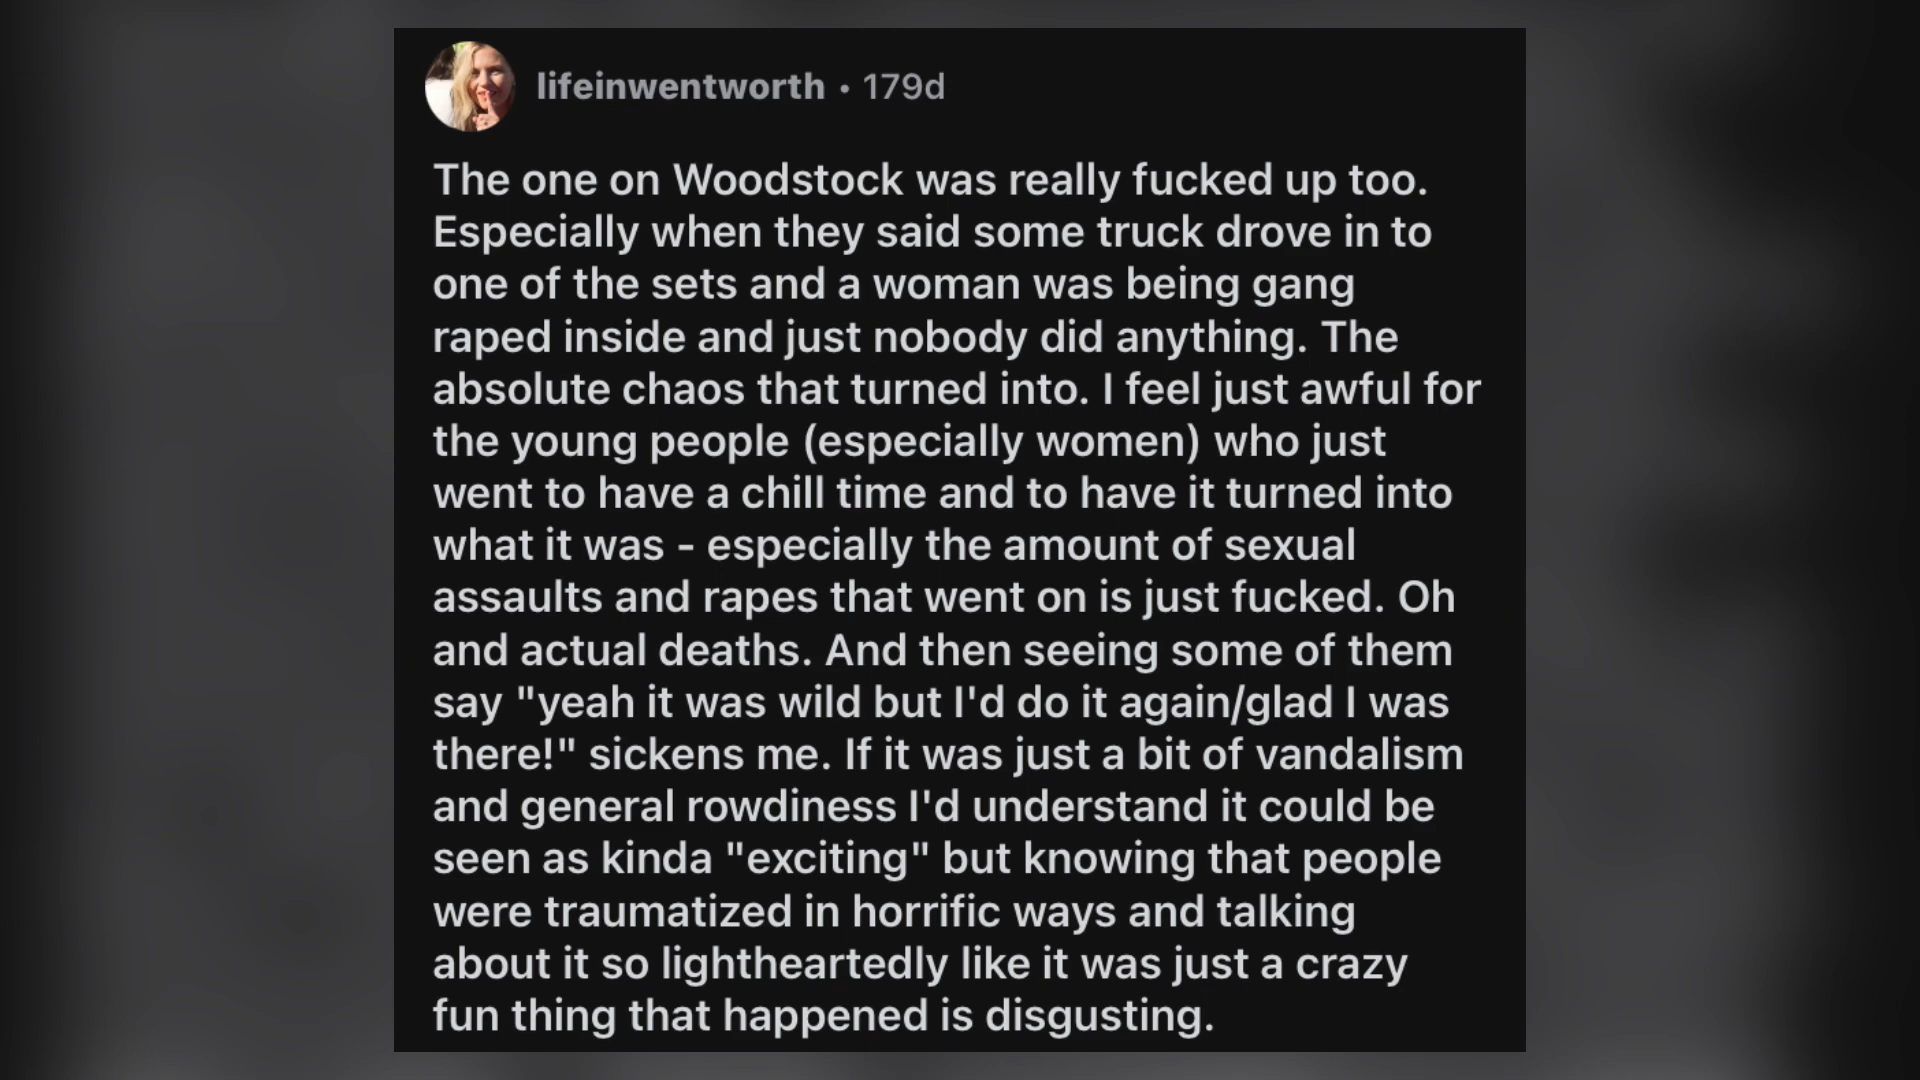 lifeinwentworth • 179d
The one on Woodstock was really fucked up too.
Especially when they said some truck drove in to
one of the sets and a woman was being gang
raped inside and just nobody did anything. The
absolute chaos that turned into. I feel just awful for
the young people (especially women) who just
went to have a chill time and to have it turned into
what it was - especially the amount of sexual
assaults and rapes that went on is just fucked. Oh
and actual deaths. And then seeing some of them
say "yeah it was wild but I'd do it again/glad I was
there!" sickens me. If it was just a bit of vandalism
and general rowdiness I'd understand it could be
seen as kinda "exciting" but knowing that people
were traumatized in horrific ways and talking
about it so lightheartedly like it was just a crazy
fun thing that happened is disgusting.